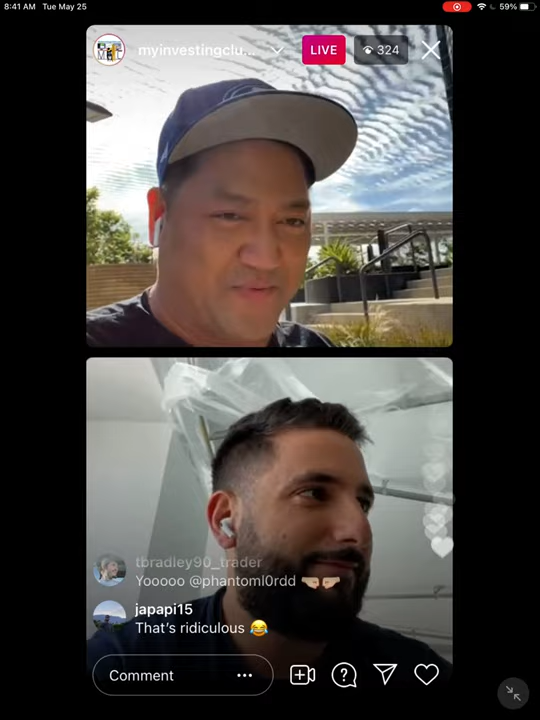 8:41 AM Tue May 25
59%
myinvestingclu...
LIVE
324
tbradley90_trader
Yooooo @phantoml0rdd 🤛🏻🤜🏻
japapi15
That's ridiculous 😂
Comment